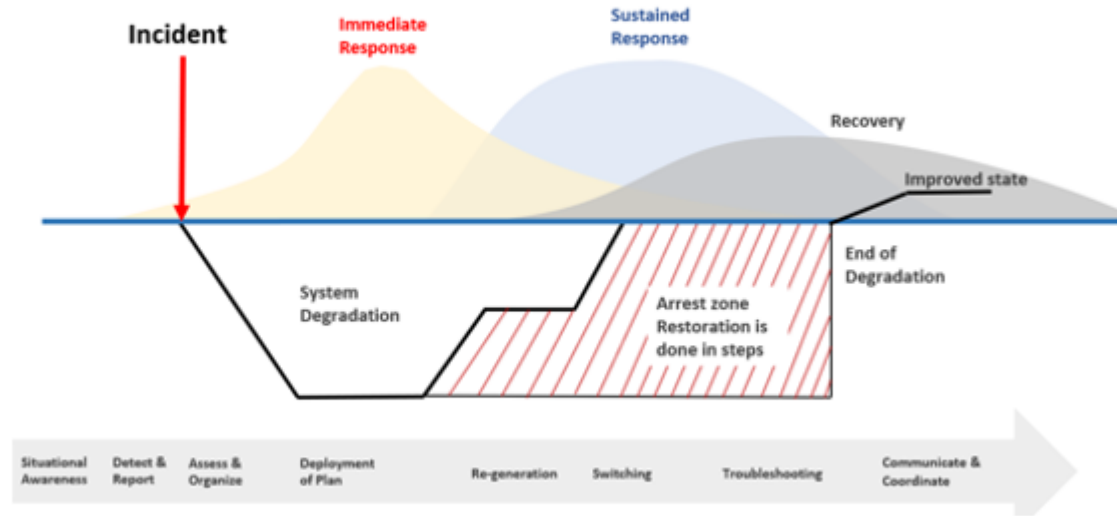 Incident
Immediate
Response
Sustained
Response
Recovery
Improved state
System
Degradation
Arrest zone
Restoration is
done in steps
End of
Degradation
Situational
Awareness
Detect &
Report
Assess &
Organize
Deployment
of Plan
Re-generation
Switching
Troubleshooting
Communicate &
Coordinate